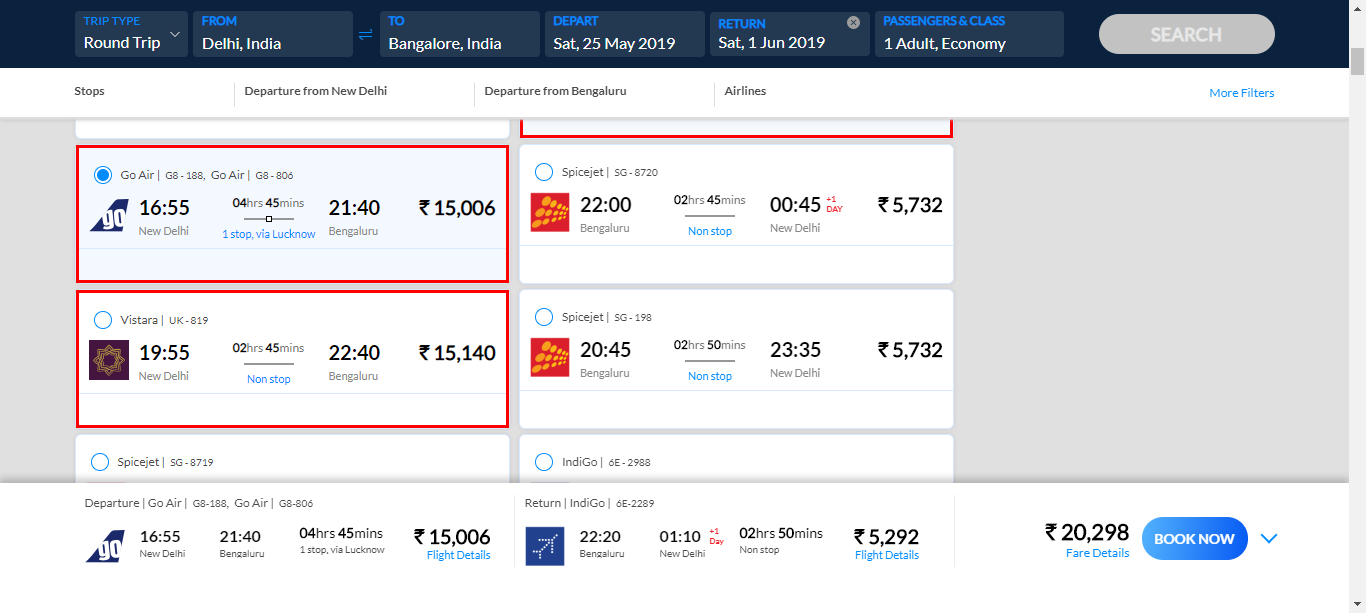 TRIP TYPE
Round Trip
FROM
Delhi, India
TO
Bangalore, India
DEPART
Sat, 25 May 2019
RETURN
Sat, 1 Jun 2019
PASSENGERS & CLASS
1 Adult, Economy
SEARCH
Stops
Departure from New Delhi
Departure from Bengaluru
Airlines
More Filters
Go Air | G8 - 188, Go Air | G8 - 806
go
16:55
New Delhi
04hrs 45mins
1 stop, via Lucknow
21:40
Bengaluru
₹ 15,006
Spicejet | SG - 8720
22:00
Bengaluru
02hrs 45mins
Non stop
00:45 +1 DAY
New Delhi
₹ 5,732
Vistara | UK - 819
19:55
New Delhi
02hrs 45mins
Non stop
22:40
Bengaluru
₹ 15,140
Spicejet | SG - 198
20:45
Bengaluru
02hrs 50mins
Non stop
23:35
New Delhi
₹ 5,732
Spicejet | SG - 8719
IndiGo | 6E - 2988
Departure | Go Air | G8-188, Go Air | G8-806
go
16:55
New Delhi
21:40
Bengaluru
04hrs 45mins
1 stop, via Lucknow
₹ 15,006
Flight Details
Return | IndiGo | 6E-2289
22:20
Bengaluru
01:10 +1 Day
New Delhi
02hrs 50mins
Non stop
₹ 5,292
Flight Details
₹ 20,298
Fare Details
BOOK NOW